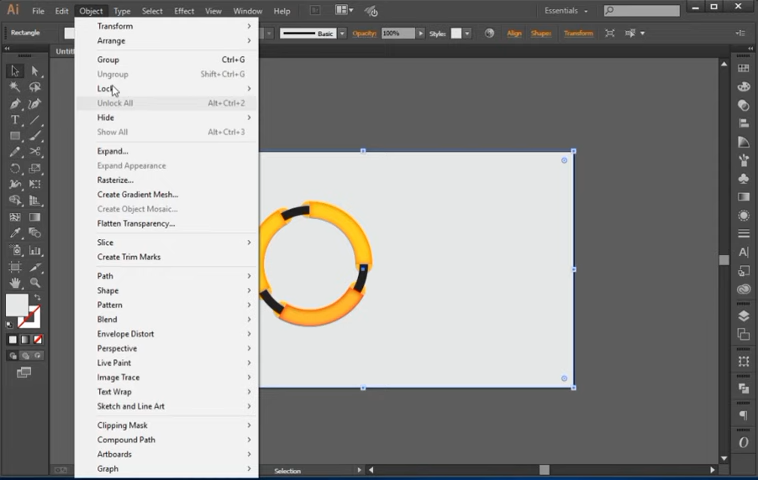 Ai File Edit Object Type Select Effect View Window Help Essentials
Rectangle Basic Opacity: 100% Style: Align Shapes Transform
Transform
Arrange
Group Ctrl+G
Ungroup Shift+Ctrl+G
Lock
Unlock All Alt+Ctrl+2
Hide
Show All Alt+Ctrl+3
Expand...
Expand Appearance
Rasterize...
Create Gradient Mesh...
Create Object Mosaic...
Flatten Transparency...
Slice
Create Trim Marks
Path
Shape
Pattern
Blend
Envelope Distort
Perspective
Live Paint
Image Trace
Text Wrap
Sketch and Line Art
Clipping Mask
Compound Path
Artboards
Graph
Selection